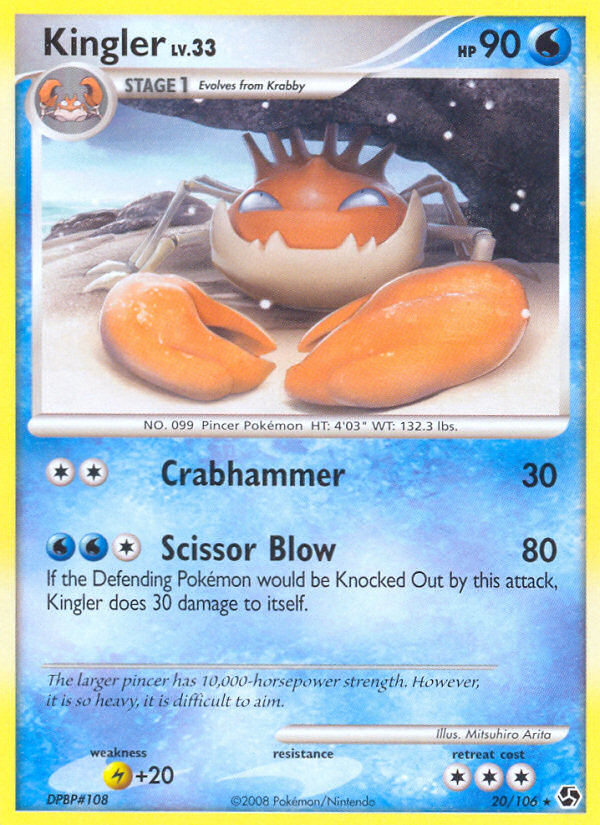 Kingler LV.33 HP 90
STAGE 1 Evolves from Krabby
NO. 099 Pincer Pokémon HT: 4'03" WT: 132.3 lbs.
Crabhammer 30
Scissor Blow 80
If the Defending Pokémon would be Knocked Out by this attack,
Kingler does 30 damage to itself.
The larger pincer has 10,000-horsepower strength. However,
it is so heavy, it is difficult to aim.
Illus. Mitsuhiro Arita
weakness resistance retreat cost
+20
DPBP#108 ©2008 Pokémon/Nintendo 20/106 ★